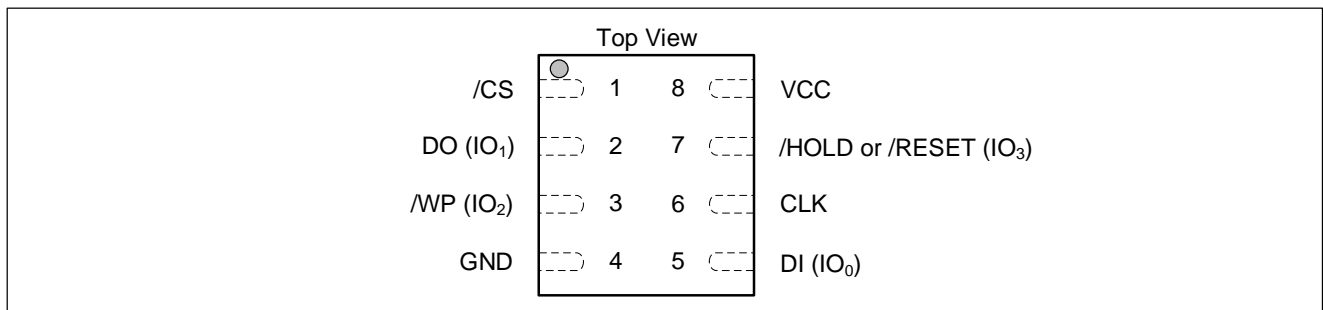 Top View
/CS 1 8 VCC
DO (IO₁) 2 7 /HOLD or /RESET (IO₃)
/WP (IO₂) 3 6 CLK
GND 4 5 DI (IO₀)